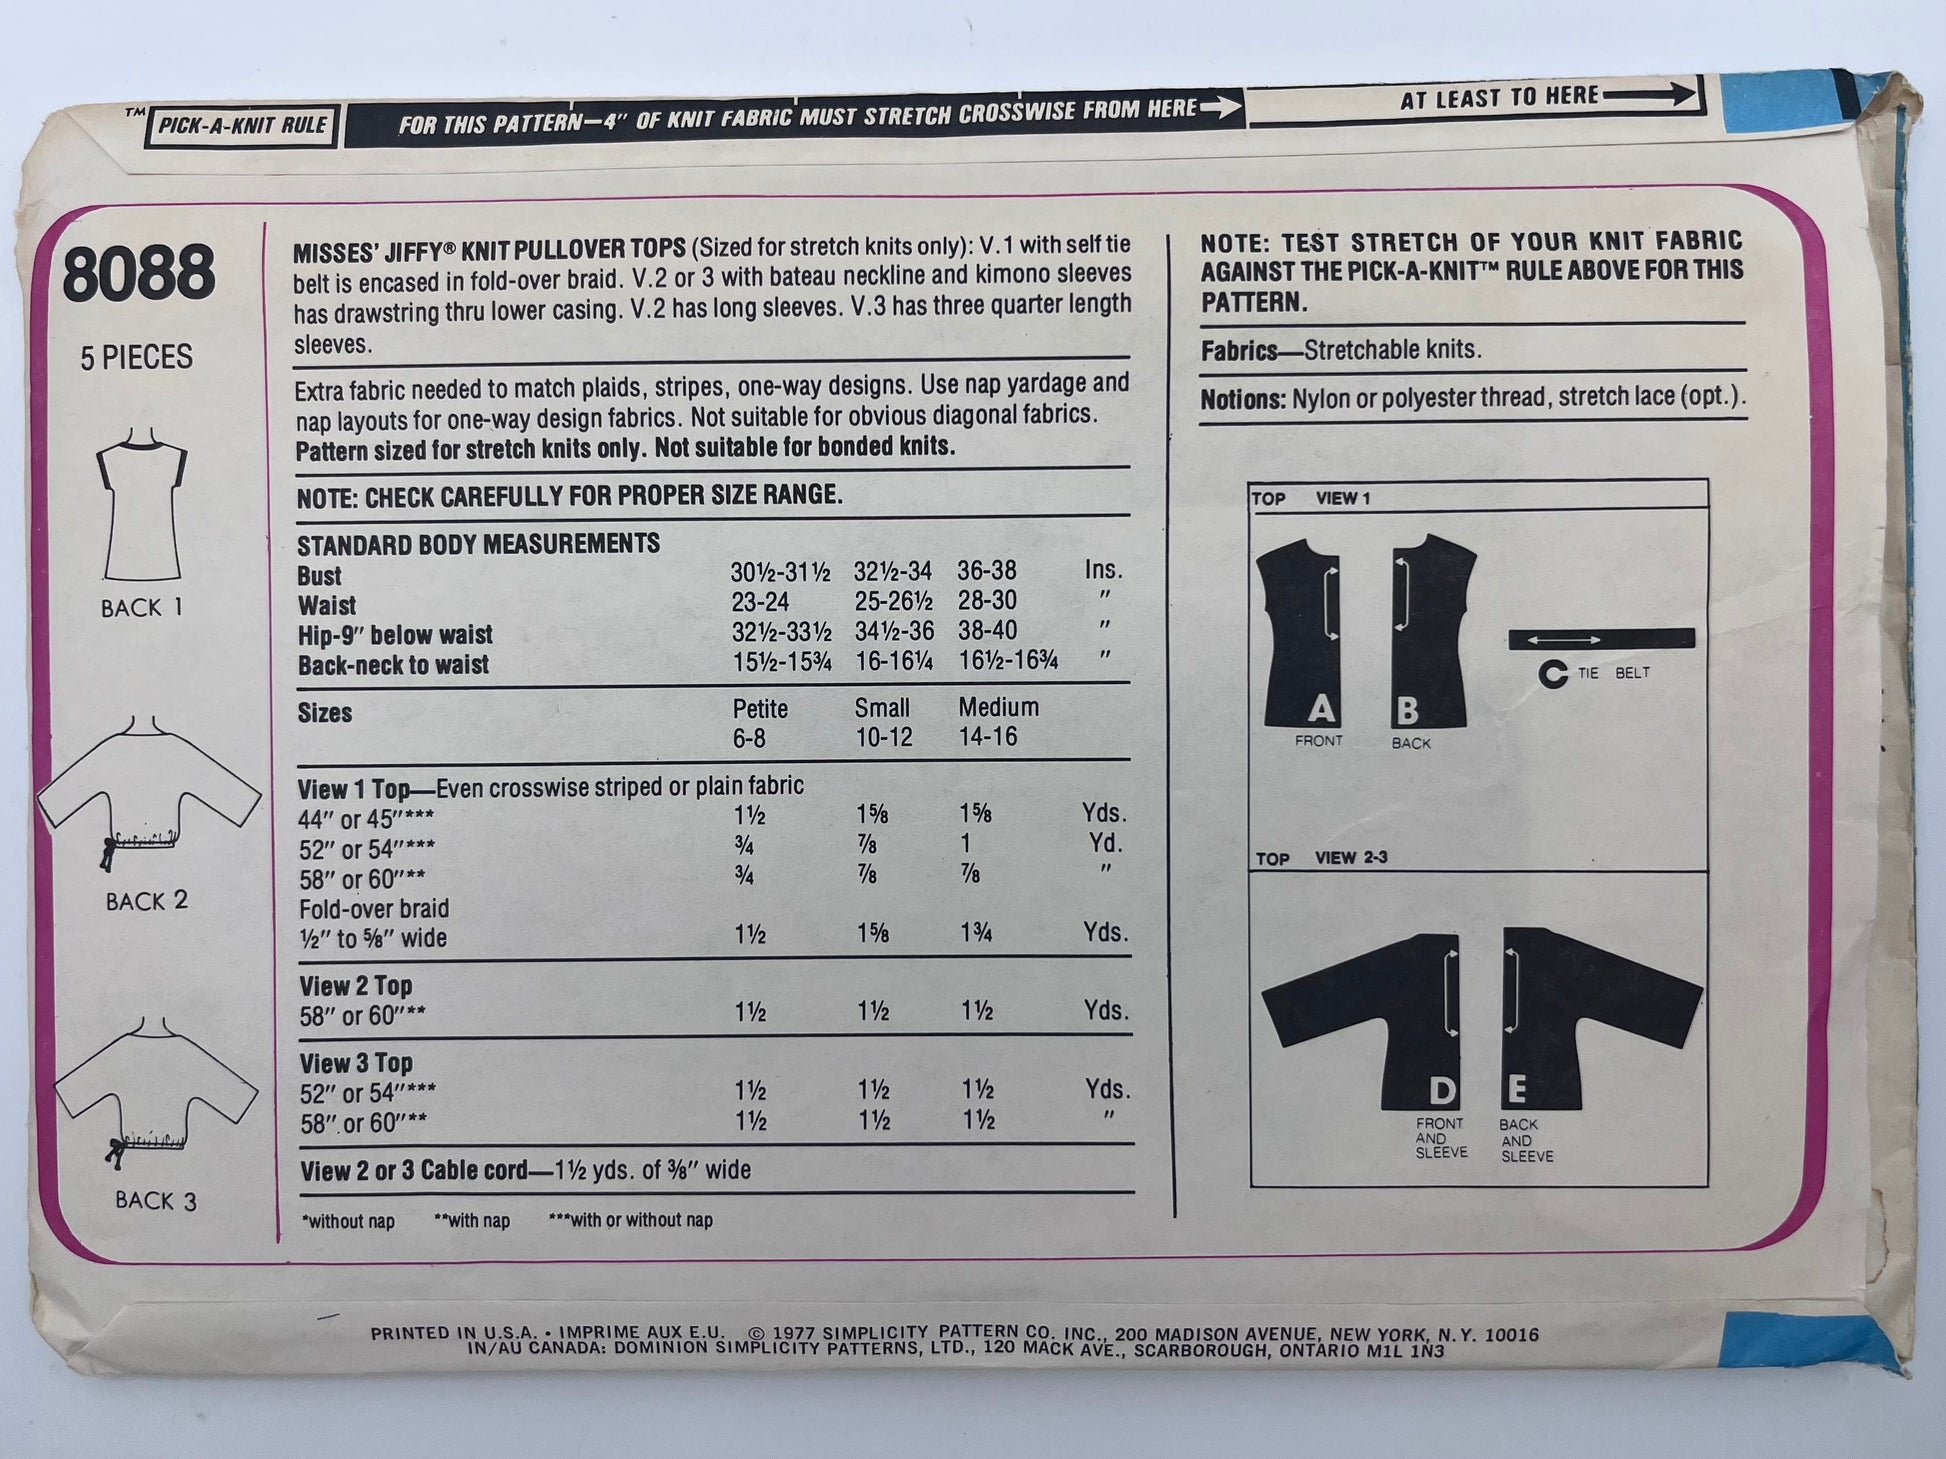 ™ PICK-A-KNIT RULE FOR THIS PATTERN—4" OF KNIT FABRIC MUST STRETCH CROSSWISE FROM HERE AT LEAST TO HERE
8088
5 PIECES
BACK 1
BACK 2
BACK 3
MISSES' JIFFY® KNIT PULLOVER TOPS (Sized for stretch knits only): V.1 with self tie
belt is encased in fold-over braid. V.2 or 3 with bateau neckline and kimono sleeves
has drawstring thru lower casing. V.2 has long sleeves. V.3 has three quarter length
sleeves.
Extra fabric needed to match plaids, stripes, one-way designs. Use nap yardage and
nap layouts for one-way design fabrics. Not suitable for obvious diagonal fabrics.
Pattern sized for stretch knits only. Not suitable for bonded knits.
NOTE: CHECK CAREFULLY FOR PROPER SIZE RANGE.
STANDARD BODY MEASUREMENTS
Bust 30½-31½ 32½-34 36-38 Ins.
Waist 23-24 25-26½ 28-30 "
Hip-9" below waist 32½-33½ 34½-36 38-40 "
Back-neck to waist 15½-15¾ 16-16¼ 16½-16¾ "
Sizes Petite Small Medium
6-8 10-12 14-16
View 1 Top—Even crosswise striped or plain fabric
44" or 45"*** 1½ 1⅝ 1⅝ Yds.
52" or 54"*** ¾ ⅞ 1 Yd.
58" or 60"** ¾ ⅞ ⅞ "
Fold-over braid
½" to ⅝" wide 1½ 1⅝ 1¾ Yds.
View 2 Top
58" or 60"** 1½ 1½ 1½ Yds.
View 3 Top
52" or 54"*** 1½ 1½ 1½ Yds.
58" or 60"** 1½ 1½ 1½ "
View 2 or 3 Cable cord—1½ yds. of ⅜" wide
*without nap **with nap ***with or without nap
NOTE: TEST STRETCH OF YOUR KNIT FABRIC
AGAINST THE PICK-A-KNIT™ RULE ABOVE FOR THIS
PATTERN.
Fabrics—Stretchable knits.
Notions: Nylon or polyester thread, stretch lace (opt.).
TOP VIEW 1
A
FRONT
B
BACK
C TIE BELT
TOP VIEW 2-3
D
FRONT
AND
SLEEVE
E
BACK
AND
SLEEVE
PRINTED IN U.S.A. • IMPRIME AUX E.U. © 1977 SIMPLICITY PATTERN CO. INC., 200 MADISON AVENUE, NEW YORK, N.Y. 10016
IN/AU CANADA: DOMINION SIMPLICITY PATTERNS, LTD., 120 MACK AVE., SCARBOROUGH, ONTARIO M1L 1N3